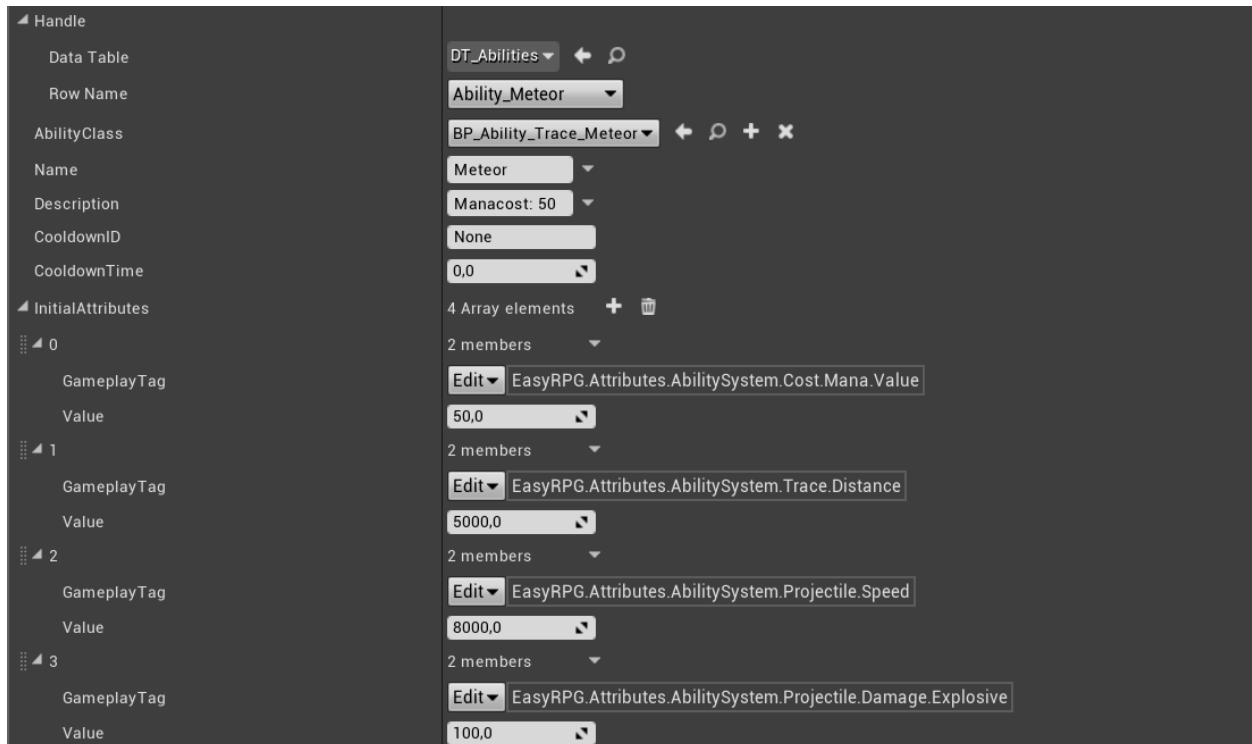 Handle
Data Table DT_Abilities
Row Name Ability_Meteor
AbilityClass BP_Ability_Trace_Meteor
Name Meteor
Description Manacost: 50
CooldownID None
CooldownTime 0,0
InitialAttributes 4 Array elements
0 2 members
GameplayTag Edit EasyRPG.Attributes.AbilitySystem.Cost.Mana.Value
Value 50,0
1 2 members
GameplayTag Edit EasyRPG.Attributes.AbilitySystem.Trace.Distance
Value 5000,0
2 2 members
GameplayTag Edit EasyRPG.Attributes.AbilitySystem.Projectile.Speed
Value 8000,0
3 2 members
GameplayTag Edit EasyRPG.Attributes.AbilitySystem.Projectile.Damage.Explosive
Value 100,0